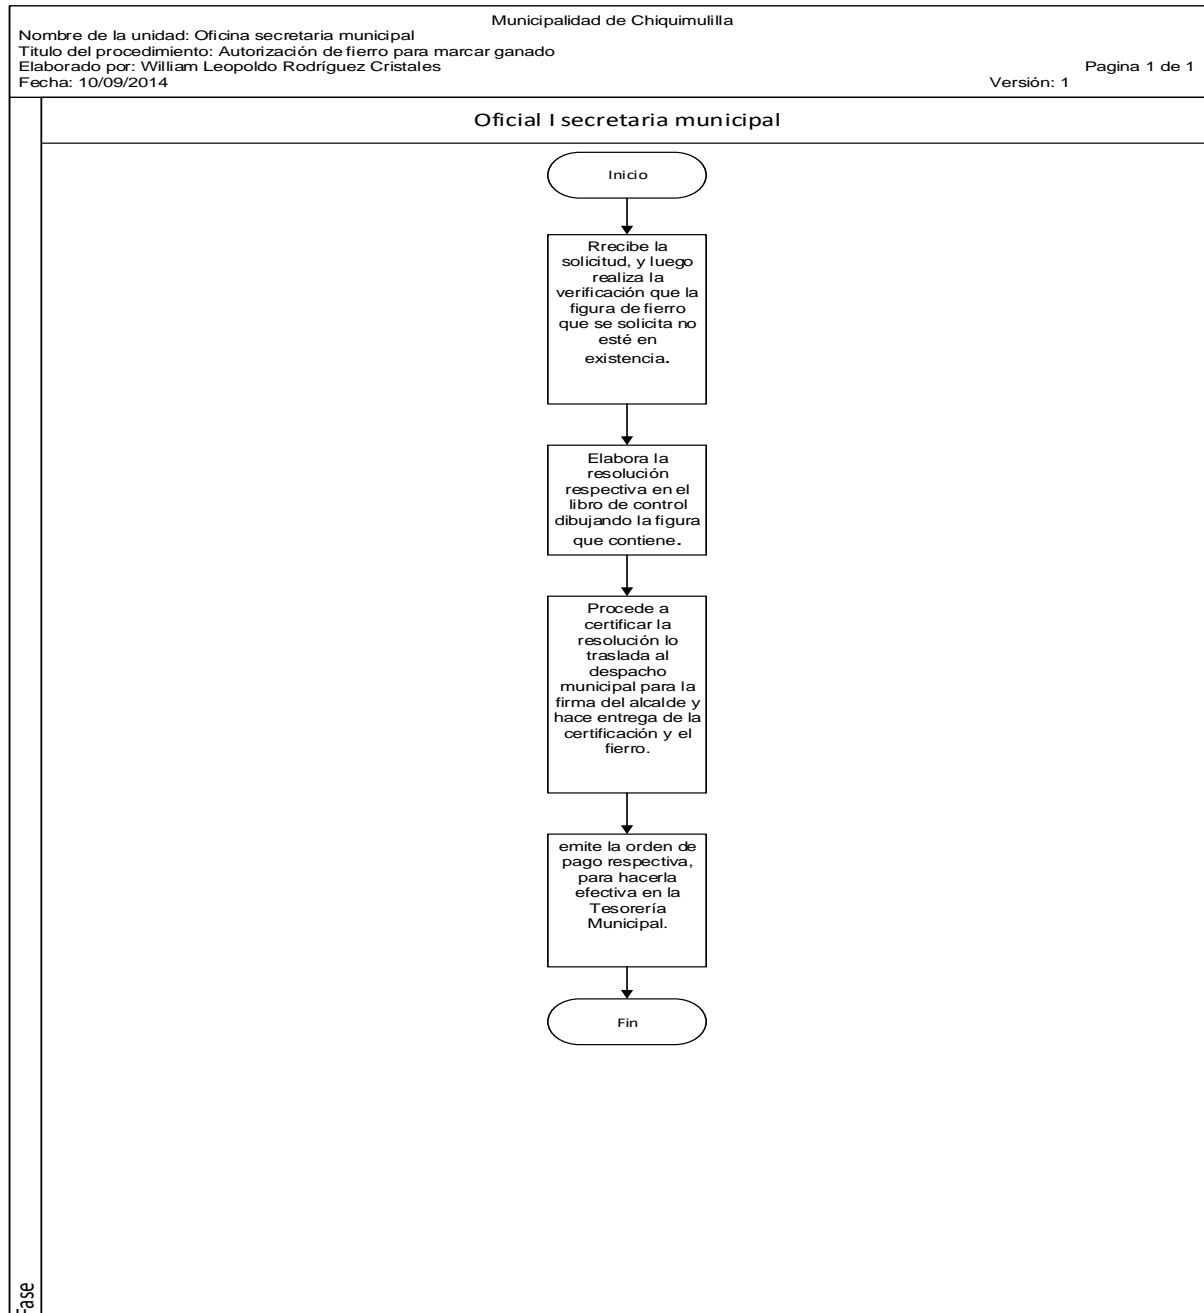 Municipalidad de Chiquimulilla
Nombre de la unidad: Oficina secretaria municipal
Titulo del procedimiento: Autorización de fierro para marcar ganado
Elaborado por: William Leopoldo Rodríguez Cristales
Pagina 1 de 1
Fecha: 10/09/2014
Versión: 1
Oficial I secretaria municipal
Inicio
Rrecibe la
solicitud, y luego
realiza la
verificación que la
figura de fierro
que se solicita no
esté en
existencia.
Elabora la
resolución
respectiva en el
libro de control
dibujando la figura
que contiene.
Procede a
certificar la
resolución lo
traslada al
despacho
municipal para la
firma del alcalde y
hace entrega de la
certificación y el
fierro.
emite la orden de
pago respectiva,
para hacerla
efectiva en la
Tesorería
Municipal.
Fin
Fase